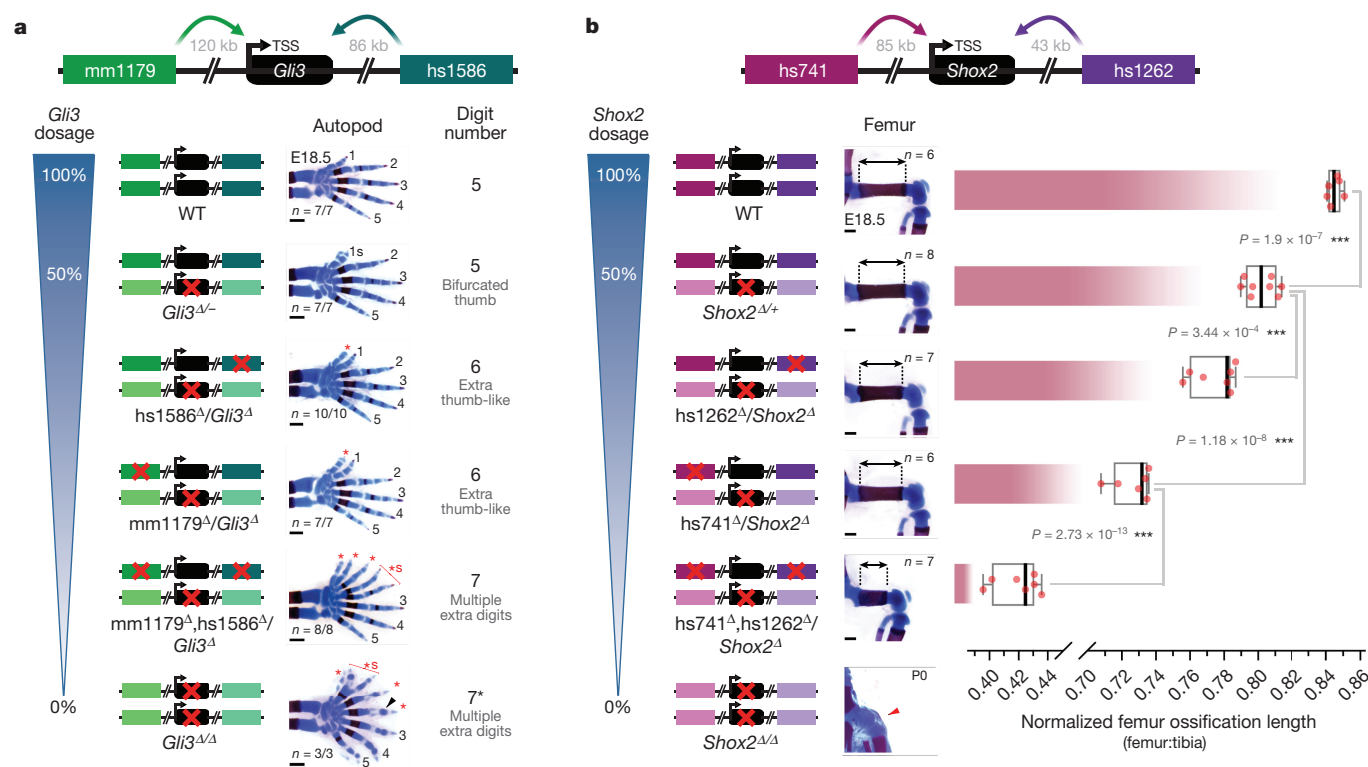 a
120 kb
TSS
86 kb
mm1179
Gli3
hs1586
Gli3
dosage
Autopod
Digit
number
100%
50%
0%
E18.5
1
2
3
4
5
n = 7/7
WT
5
1s
2
3
4
5
n = 7/7
Gli3Δ/–
5
Bifurcated
thumb
*
1
2
3
4
5
n = 10/10
hs1586Δ/Gli3Δ
6
Extra
thumb-like
*
1
2
3
4
5
n = 7/7
mm1179Δ/Gli3Δ
6
Extra
thumb-like
* * * *s
3
4
5
n = 8/8
mm1179Δ,hs1586Δ/
Gli3Δ
7
Multiple
extra digits
* *s
*
*
3
4
5
n = 3/3
Gli3Δ/Δ
7*
Multiple
extra digits
b
85 kb
TSS
43 kb
hs741
Shox2
hs1262
Shox2
dosage
Femur
100%
50%
0%
n = 6
E18.5
WT
n = 8
Shox2Δ/+
n = 7
hs1262Δ/Shox2Δ
n = 6
hs741Δ/Shox2Δ
n = 7
hs741Δ,hs1262Δ/
Shox2Δ
P0
Shox2Δ/Δ
P = 1.9 × 10–7 ***
P = 3.44 × 10–4 ***
P = 1.18 × 10–8 ***
P = 2.73 × 10–13 ***
0.40 0.42 0.44 0.70 0.72 0.74 0.76 0.78 0.80 0.82 0.84 0.86
Normalized femur ossification length
(femur:tibia)